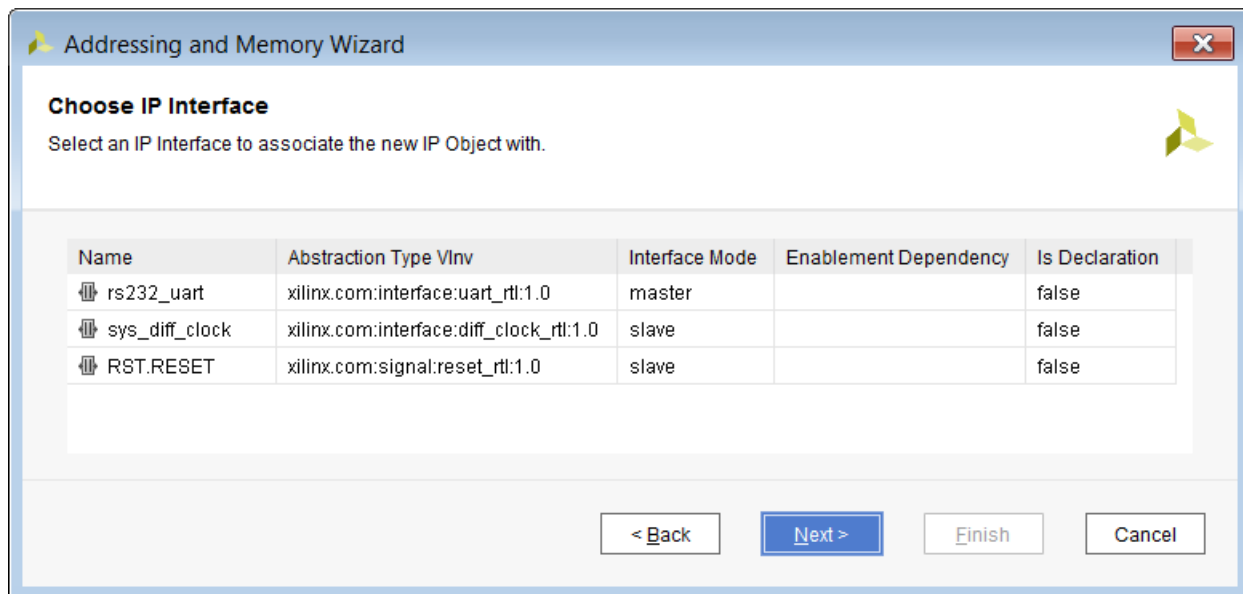 Addressing and Memory Wizard
Choose IP Interface
Select an IP Interface to associate the new IP Object with.
Name Abstraction Type Vlnv Interface Mode Enablement Dependency Is Declaration
rs232_uart xilinx.com:interface:uart_rtl:1.0 master false
sys_diff_clock xilinx.com:interface:diff_clock_rtl:1.0 slave false
RST.RESET xilinx.com:signal:reset_rtl:1.0 slave false
< Back Next > Finish Cancel